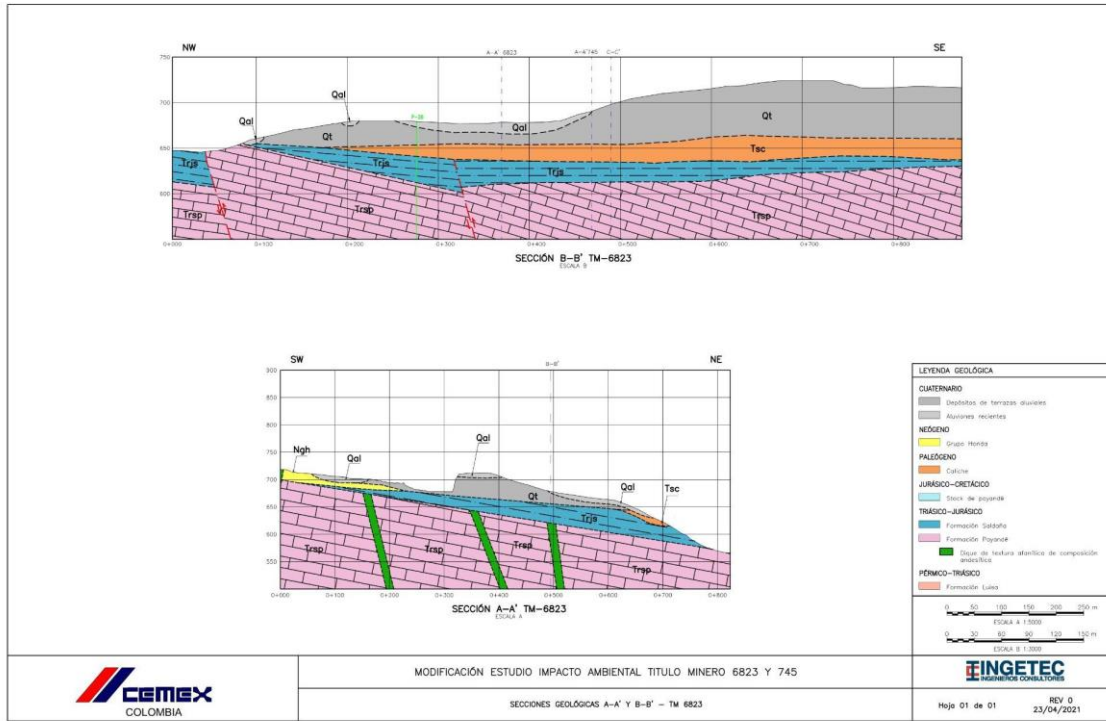 NW
A-A' 6823
A-A'745
C-C'
SE
750
700
650
600
Qal
Qal
Qt
Qal
Qt
Tsc
Trjs
Trjs
Trjs
Trsp
Trsp
Trsp
0+000
0+100
0+200
0+300
0+400
0+500
0+600
0+700
0+800
SECCIÓN B-B' TM-6823
ESCALA B
SW
B-B'
NE
900
850
800
750
700
650
600
550
Ngh
Qal
Qal
Qt
Qal
Tsc
Trjs
Trsp
Trsp
Trsp
Trsp
0+000
0+100
0+200
0+300
0+400
0+500
0+600
0+700
0+800
SECCIÓN A-A' TM-6823
ESCALA A
LEYENDA GEOLÓGICA
CUATERNARIO
Depósitos de terrazas aluviales
Aluviones recientes
NEÓGENO
Grupo Honda
PALEÓGENO
Caliche
JURÁSICO-CRETÁCICO
Stock de payandé
TRIÁSICO-JURÁSICO
Formación Saldaña
Formación Payandé
Dique de textura afanítica de composición
andesítica
PÉRMICO-TRIÁSICO
Formación Luisa
0 50 100 150 200 250 m
ESCALA A 1:5000
0 30 60 90 120 150 m
ESCALA B 1:3000
CEMEX
COLOMBIA
MODIFICACIÓN ESTUDIO IMPACTO AMBIENTAL TITULO MINERO 6823 Y 745
SECCIONES GEOLÓGICAS A-A' Y B-B' - TM 6823
INGETEC
INGENIEROS CONSULTORES
Hoja 01 de 01
REV 0
23/04/2021